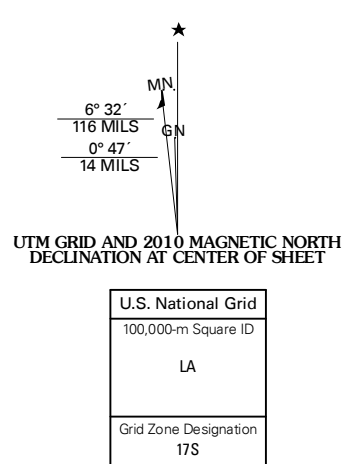 MN.
6° 32´
116 MILS
GN
0° 47´
14 MILS
UTM GRID AND 2010 MAGNETIC NORTH
DECLINATION AT CENTER OF SHEET
U.S. National Grid
100,000-m Square ID
LA
Grid Zone Designation
17S